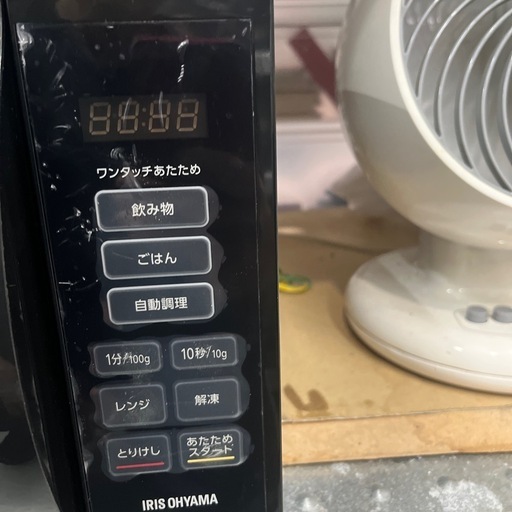 ワンタッチあたため
飲み物
ごはん
自動調理
1分/100g 10秒/10g
レンジ 解凍
とりけし あたため
スタート
IRIS OHYAMA